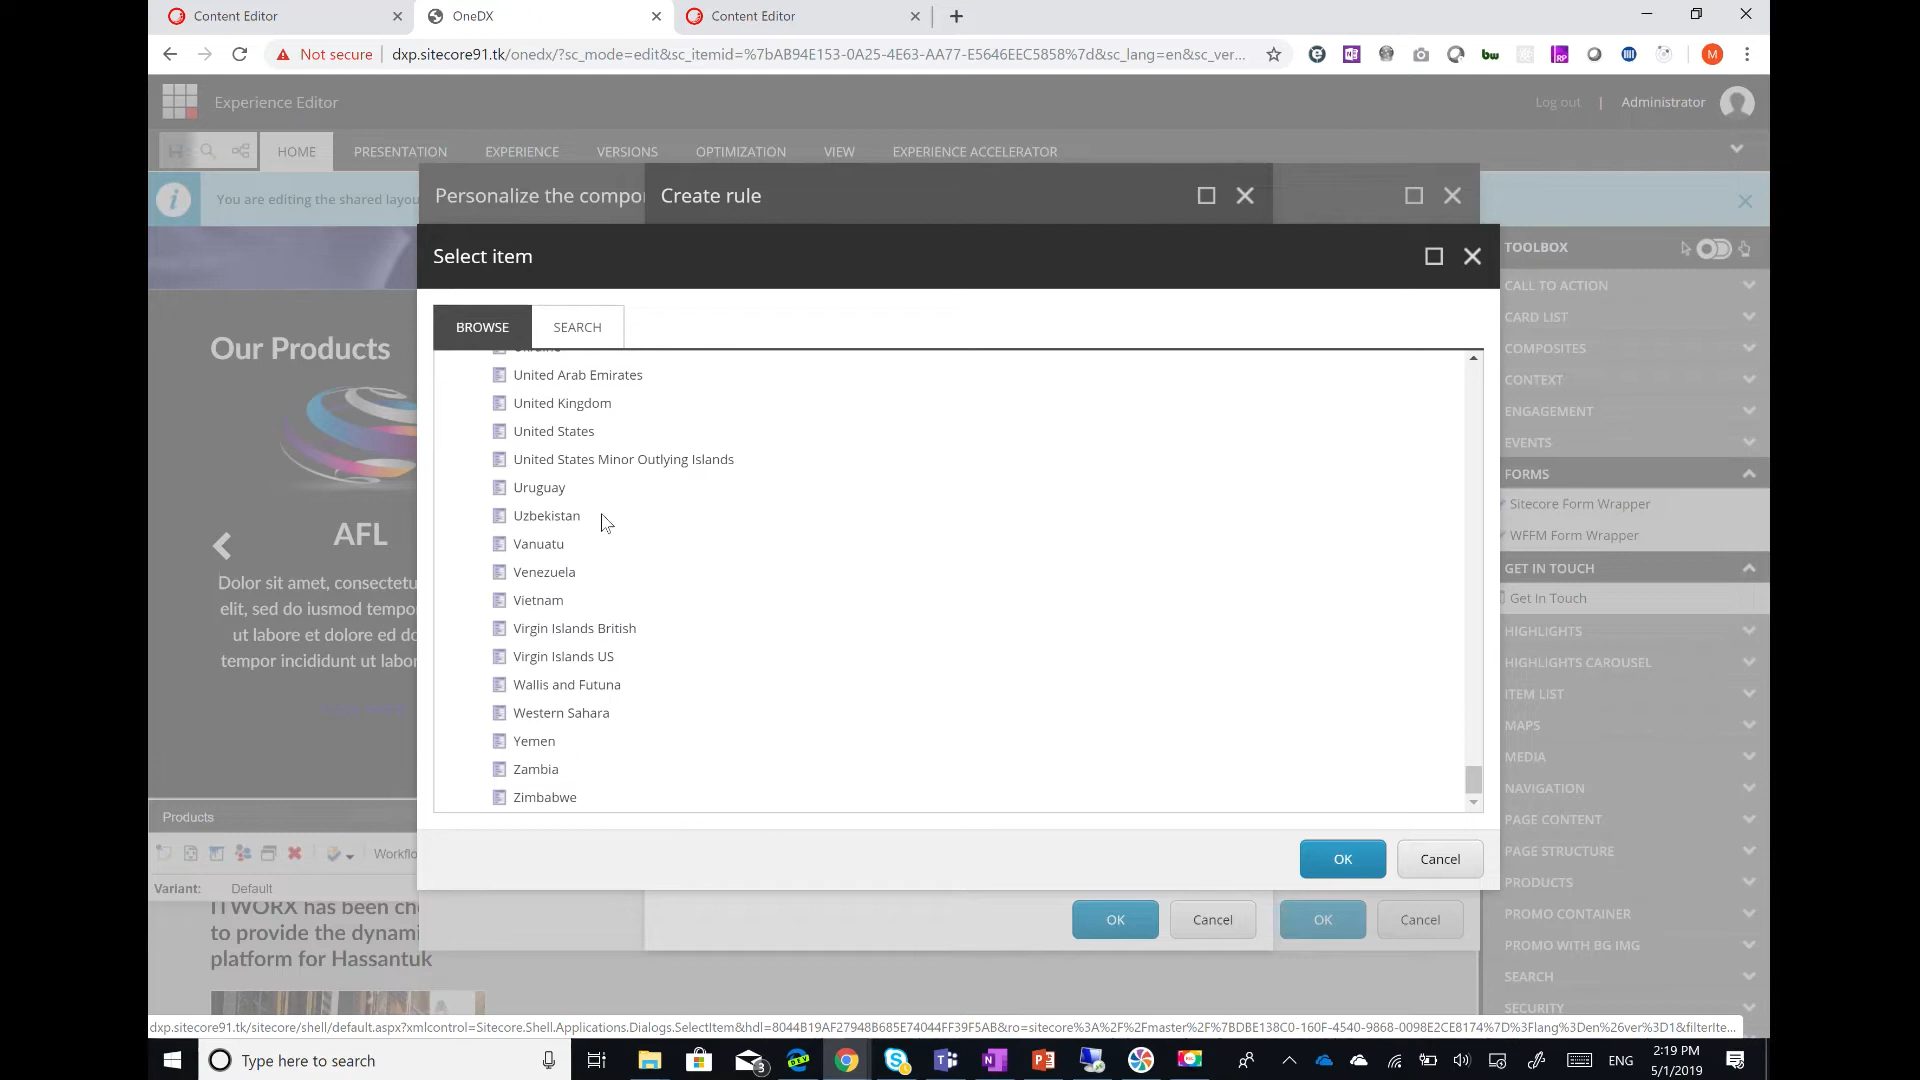 Content Editor
OneDX
Content Editor
Not secure
dxp.sitecore91.tk/onedx/?sc_mode=edit&sc_itemid=%7bAB94E153-0A25-4E63-AA77-E5646EEC5858%7d&sc_lang=en&sc_ver...
M
Experience Editor
Log out | Administrator
HOME
PRESENTATION
EXPERIENCE
VERSIONS
OPTIMIZATION
VIEW
EXPERIENCE ACCELERATOR
You are editing the shared layou
Personalize the compo
Create rule
Select item
BROWSE
SEARCH
United Arab Emirates
United Kingdom
United States
United States Minor Outlying Islands
Uruguay
Uzbekistan
Vanuatu
Venezuela
Vietnam
Virgin Islands British
Virgin Islands US
Wallis and Futuna
Western Sahara
Yemen
Zambia
Zimbabwe
OK
Cancel
OK
Cancel
OK
Cancel
Our Products
AFL
Dolor sit amet, consectetu
elit, sed do iusmod tempo
ut labore et dolore ed do
tempor incididunt ut labor
Products
Workflo
Variant: Default
ITWORX has been ch
to provide the dynami
platform for Hassantuk
TOOLBOX
CALL TO ACTION
CARD LIST
COMPOSITES
CONTEXT
ENGAGEMENT
EVENTS
FORMS
Sitecore Form Wrapper
WFFM Form Wrapper
GET IN TOUCH
Get In Touch
HIGHLIGHTS
HIGHLIGHTS CAROUSEL
ITEM LIST
MAPS
MEDIA
NAVIGATION
PAGE CONTENT
PAGE STRUCTURE
PRODUCTS
PROMO CONTAINER
PROMO WITH BG IMG
SEARCH
SECURITY
dxp.sitecore91.tk/sitecore/shell/default.aspx?xmlcontrol=Sitecore.Shell.Applications.Dialogs.SelectItem&hdl=8044B19AF27948B685E74044FF39F5AB&ro=sitecore%3A%2F%2Fmaster%2F%7BDBE138C0-160F-4540-9868-0098E2CE8174%7D%3Flang%3Den%26ver%3D1&filterIte...
Type here to search
3
ENG
2:19 PM
5/1/2019